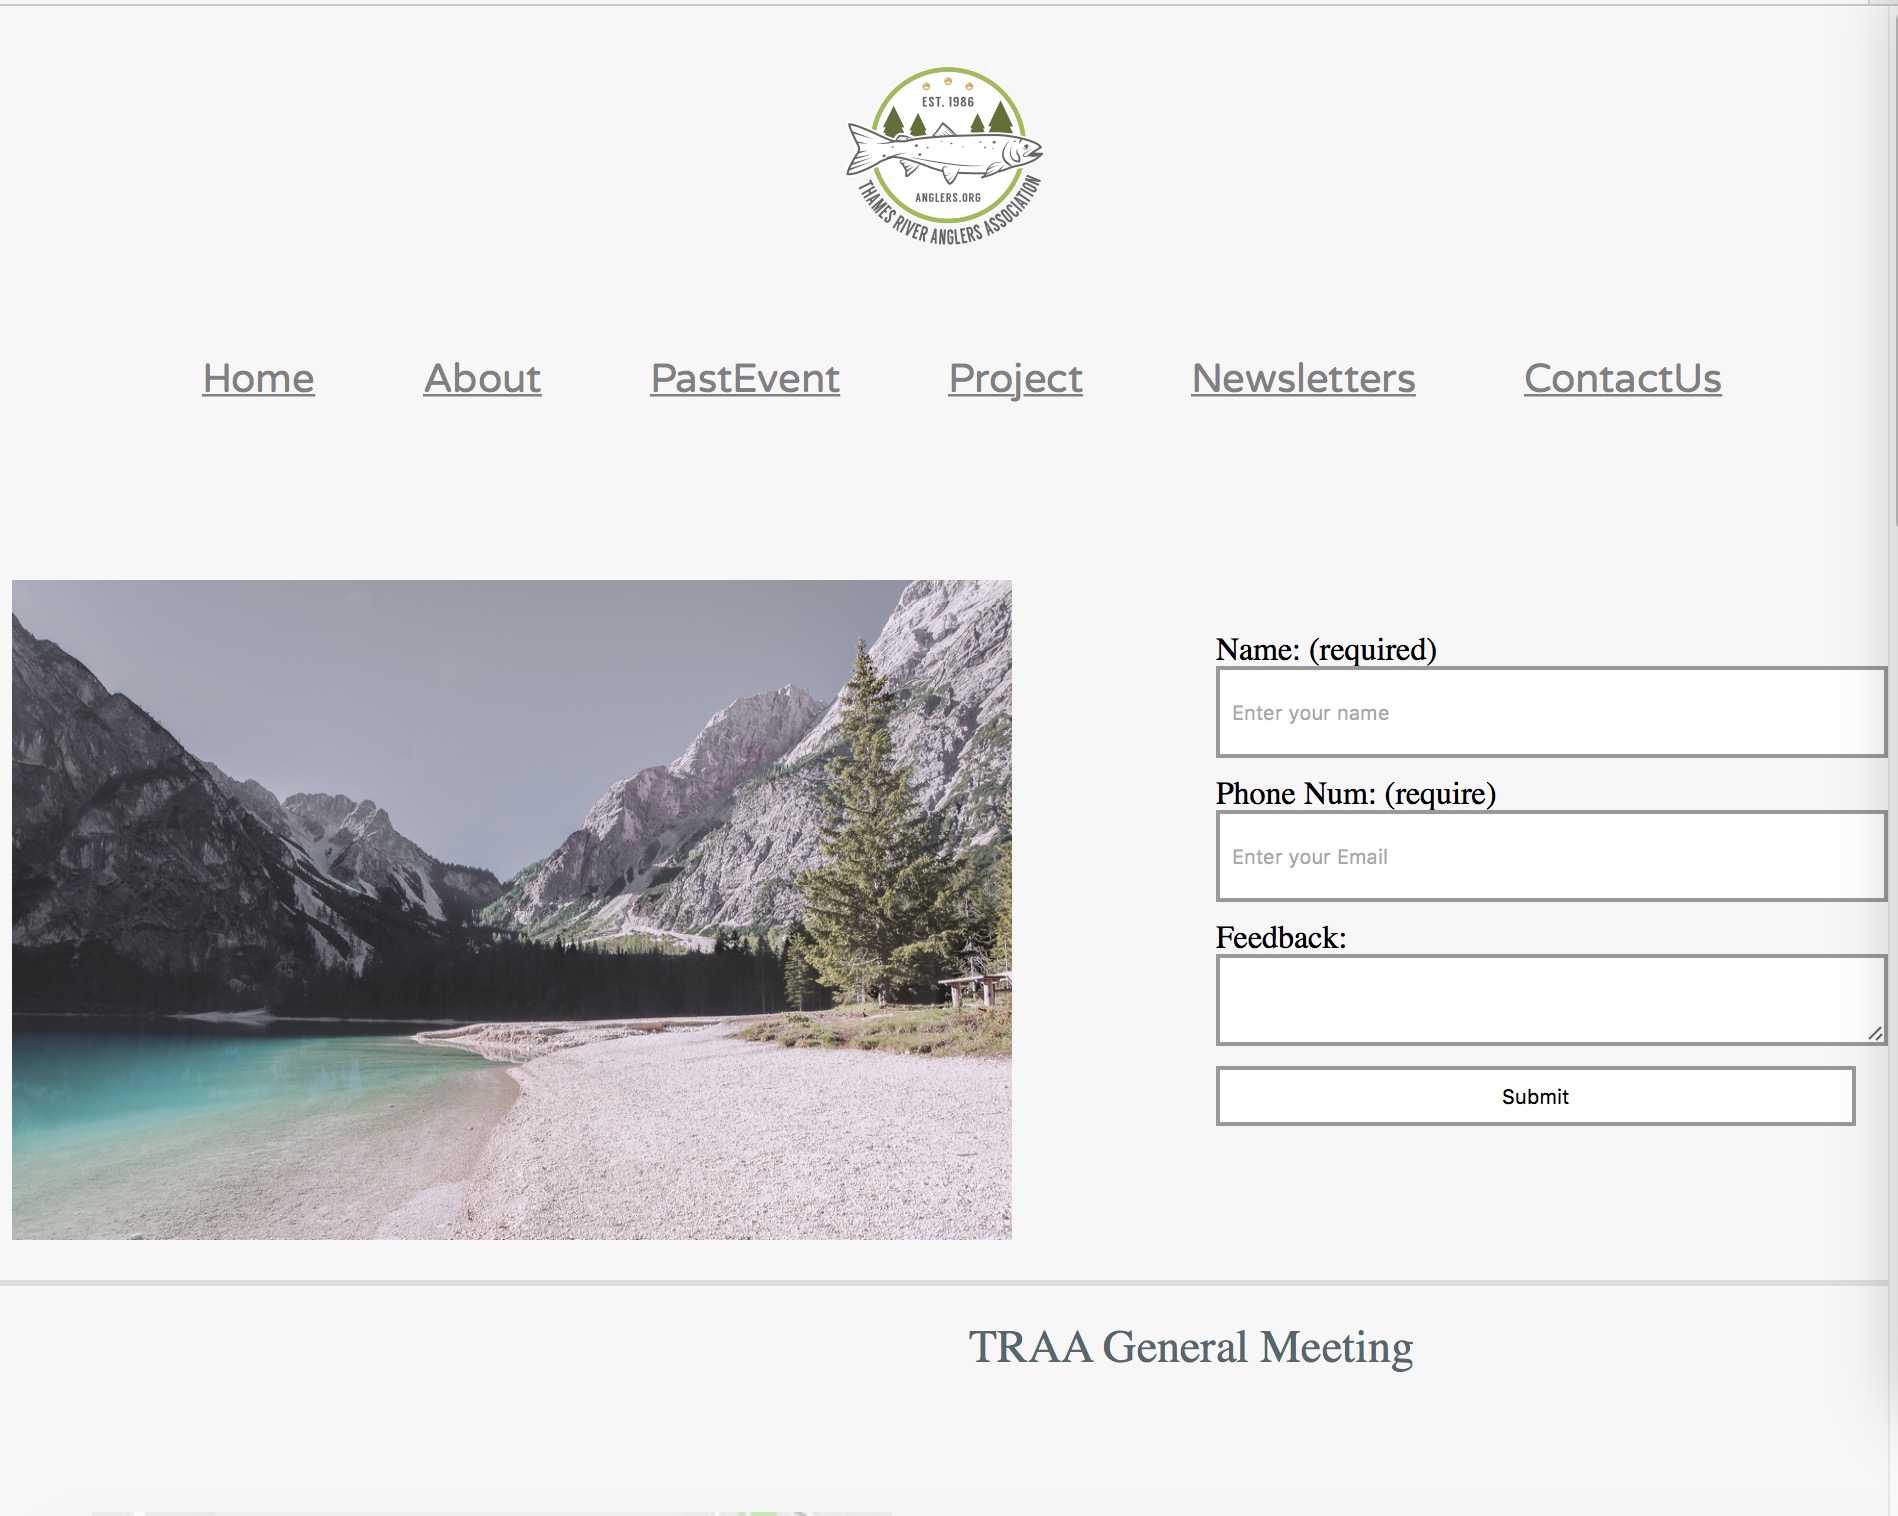 EST. 1986
ANGLERS.ORG
THAMES RIVER ANGLERS ASSOCIATION
Home About PastEvent Project Newsletters ContactUs
Name: (required)
Enter your name
Phone Num: (require)
Enter your Email
Feedback:
Submit
TRAA General Meeting